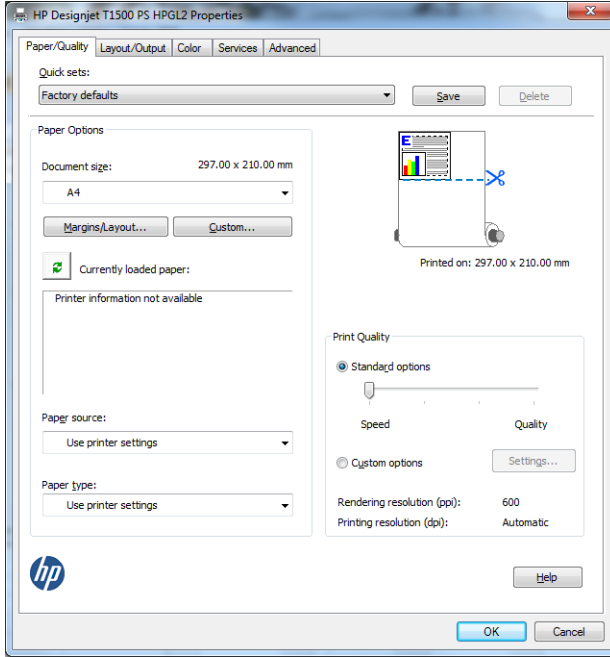 HP Designjet T1500 PS HPGL2 Properties
Paper/Quality Layout/Output Color Services Advanced
Quick sets:
Factory defaults Save Delete
Paper Options
Document size: 297.00 x 210.00 mm
A4
Margins/Layout... Custom...
Currently loaded paper:
Printer information not available
Paper source:
Use printer settings
Paper type:
Use printer settings
E
Printed on: 297.00 x 210.00 mm
Print Quality
Standard options
Speed Quality
Custom options Settings...
Rendering resolution (ppi): 600
Printing resolution (dpi): Automatic
hp
Help
OK Cancel